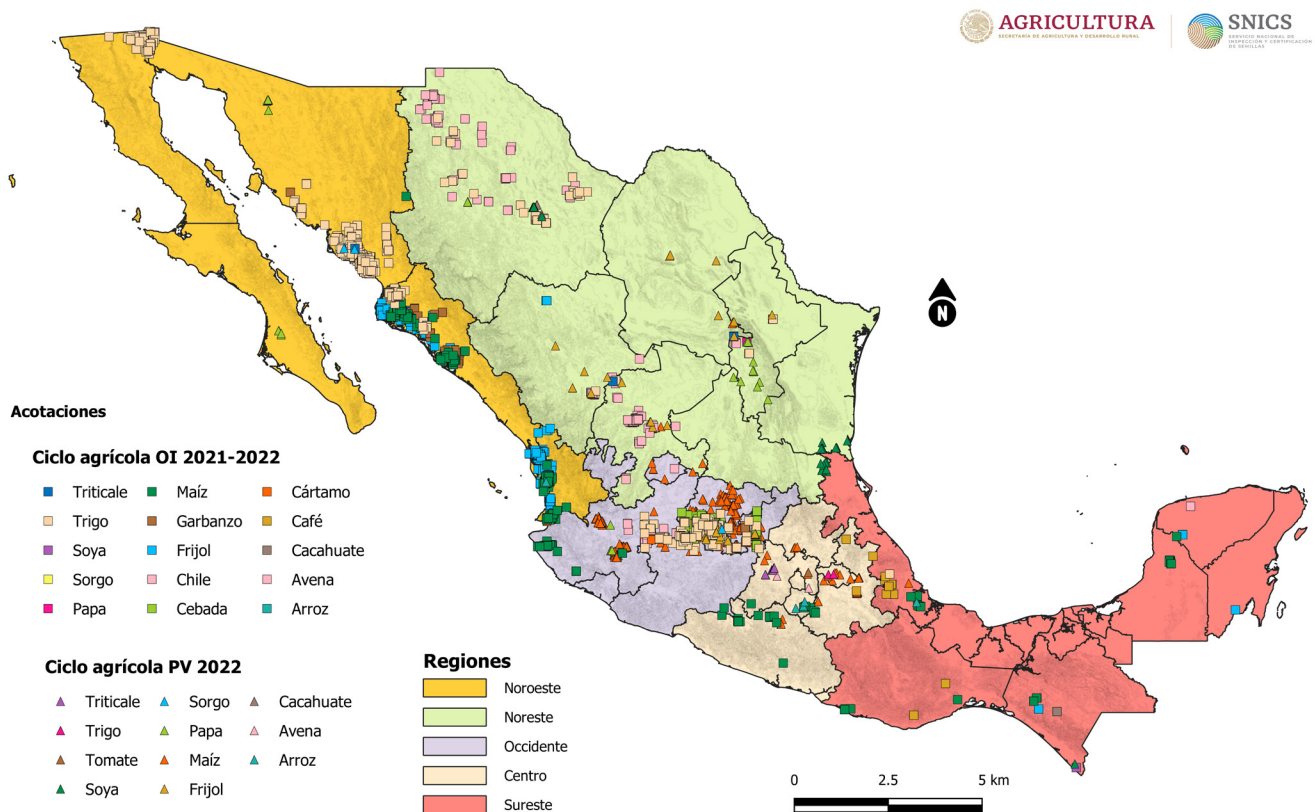 AGRICULTURA
SECRETARÍA DE AGRICULTURA Y DESARROLLO RURAL
SNICS
SERVICIO NACIONAL DE
INSPECCIÓN Y CERTIFICACIÓN
DE SEMILLAS
N
Acotaciones
Ciclo agrícola OI 2021-2022
Triticale Maíz Cártamo
Trigo Garbanzo Café
Soya Frijol Cacahuate
Sorgo Chile Avena
Papa Cebada Arroz
Ciclo agrícola PV 2022
Triticale Sorgo Cacahuate
Trigo Papa Avena
Tomate Maíz Arroz
Soya Frijol
Regiones
Noroeste
Noreste
Occidente
Centro
Sureste
0 2.5 5 km